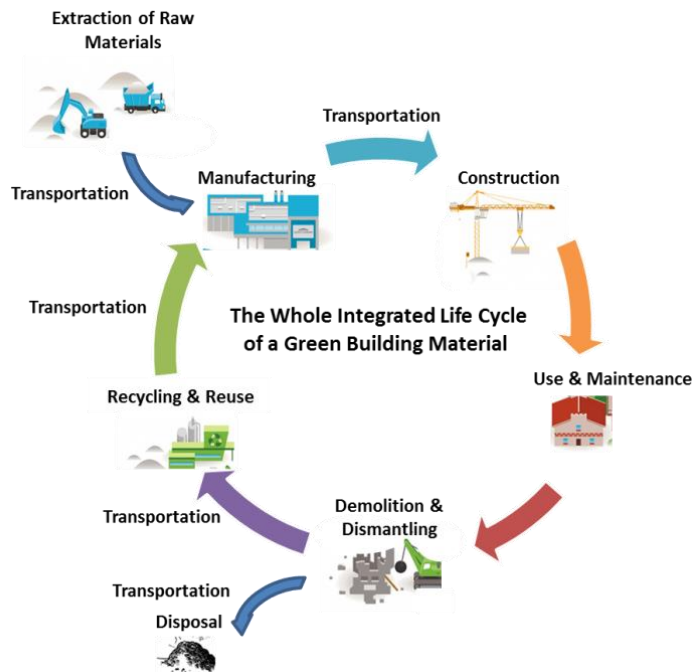 Extraction of Raw
Materials
Transportation
Transportation
Manufacturing
Construction
Transportation
The Whole Integrated Life Cycle
of a Green Building Material
Use & Maintenance
Recycling & Reuse
Demolition &
Dismantling
Transportation
Transportation
Disposal